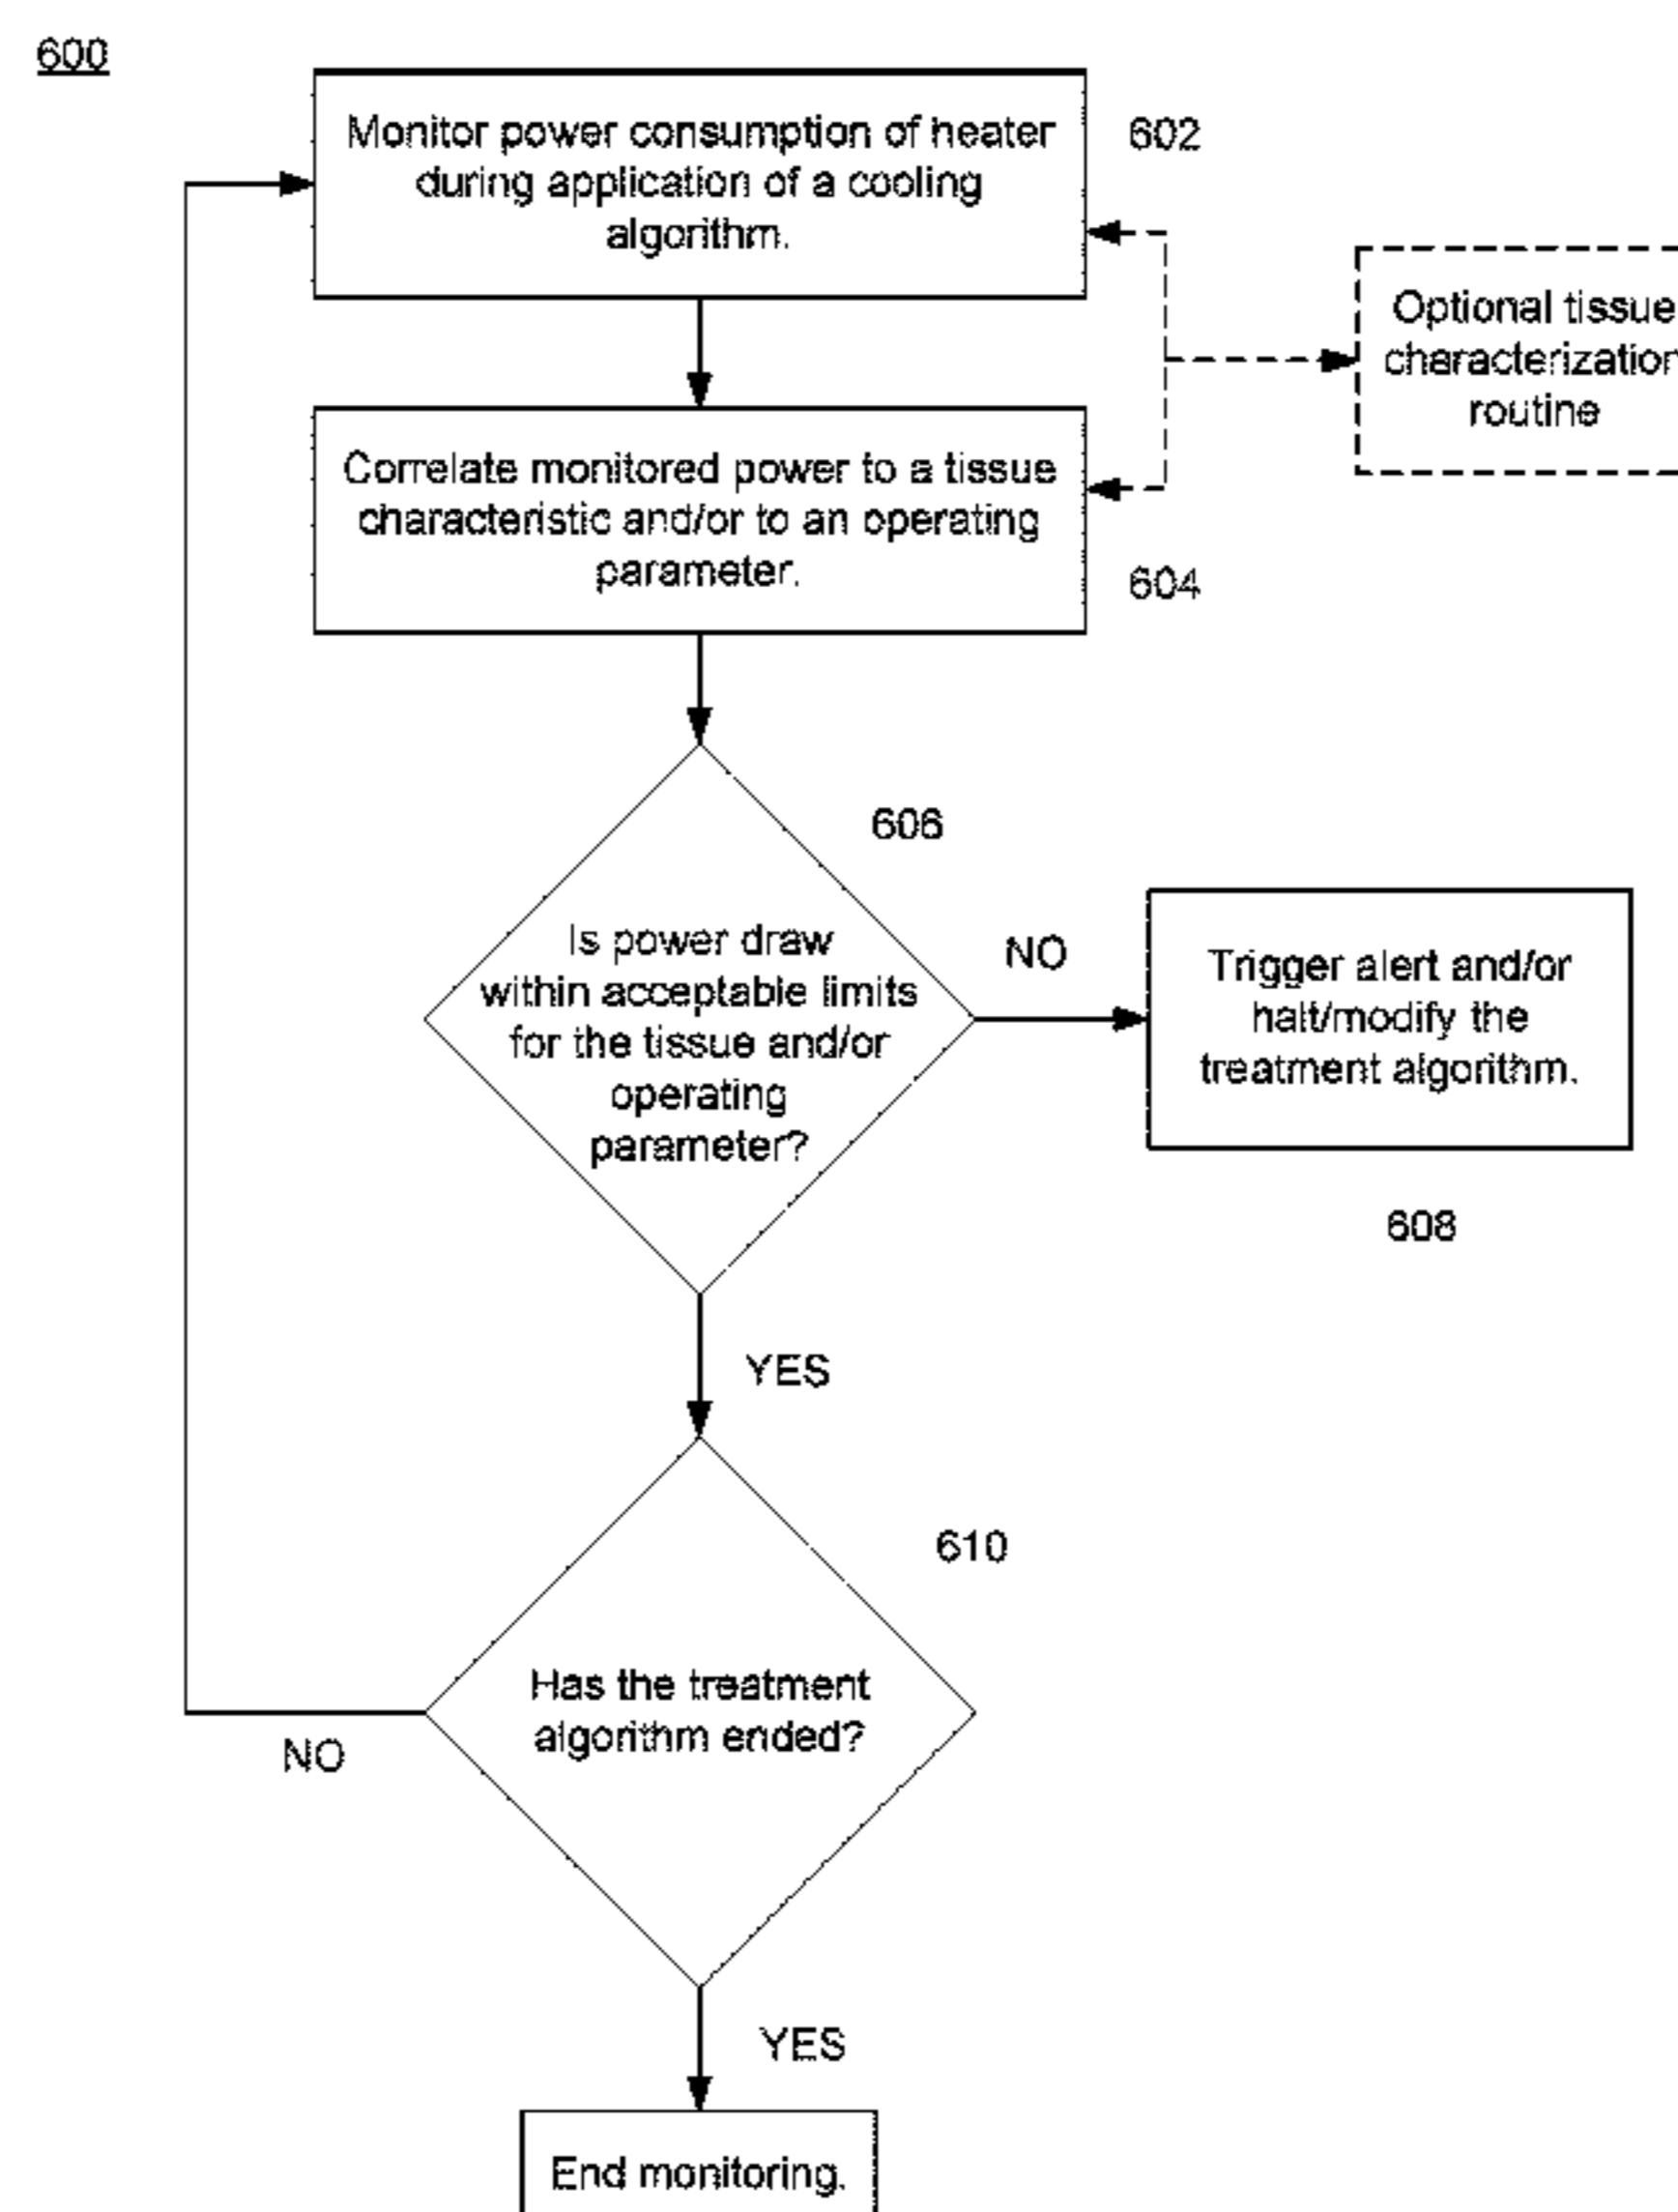 600
Monitor power consumption of heater
during application of a cooling
algorithm.
602
Optional tissue
characterization
routine
Correlate monitored power to a tissue
characteristic and/or to an operating
parameter.
604
606
Is power draw
within acceptable limits
for the tissue and/or
operating
parameter?
NO
Trigger alert and/or
halt/modify the
treatment algorithm.
608
YES
610
Has the treatment
algorithm ended?
NO
YES
End monitoring.